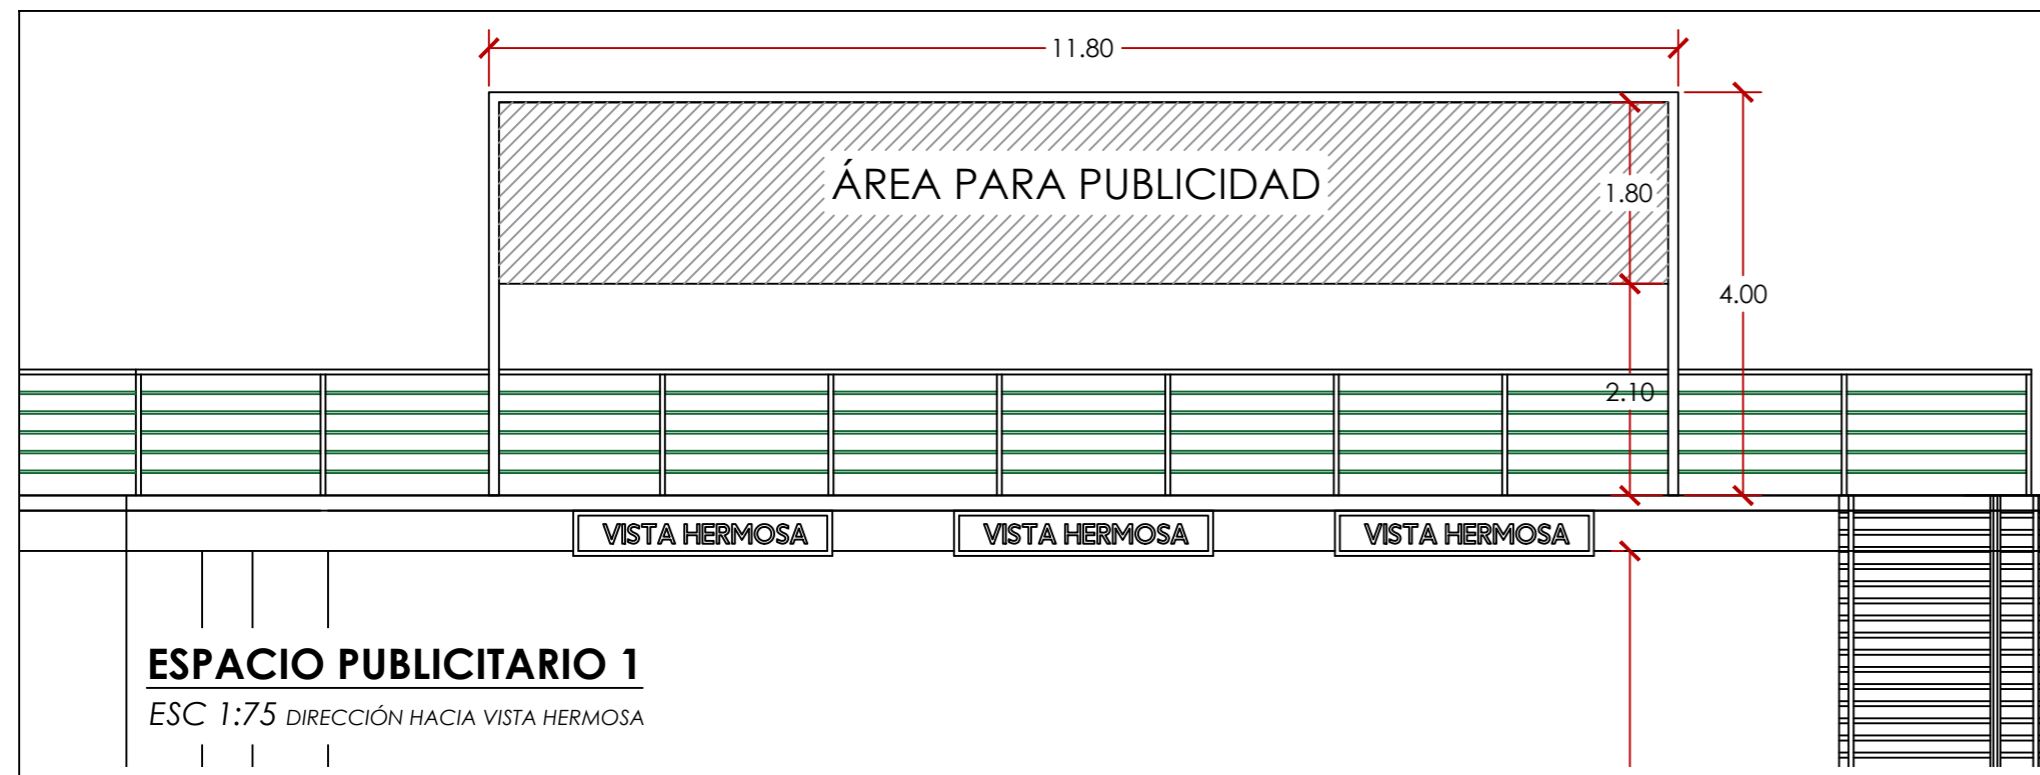 11.80
ÁREA PARA PUBLICIDAD
1.80
4.00
2.10
VISTA HERMOSA
VISTA HERMOSA
VISTA HERMOSA
ESPACIO PUBLICITARIO 1
ESC 1:75 DIRECCIÓN HACIA VISTA HERMOSA